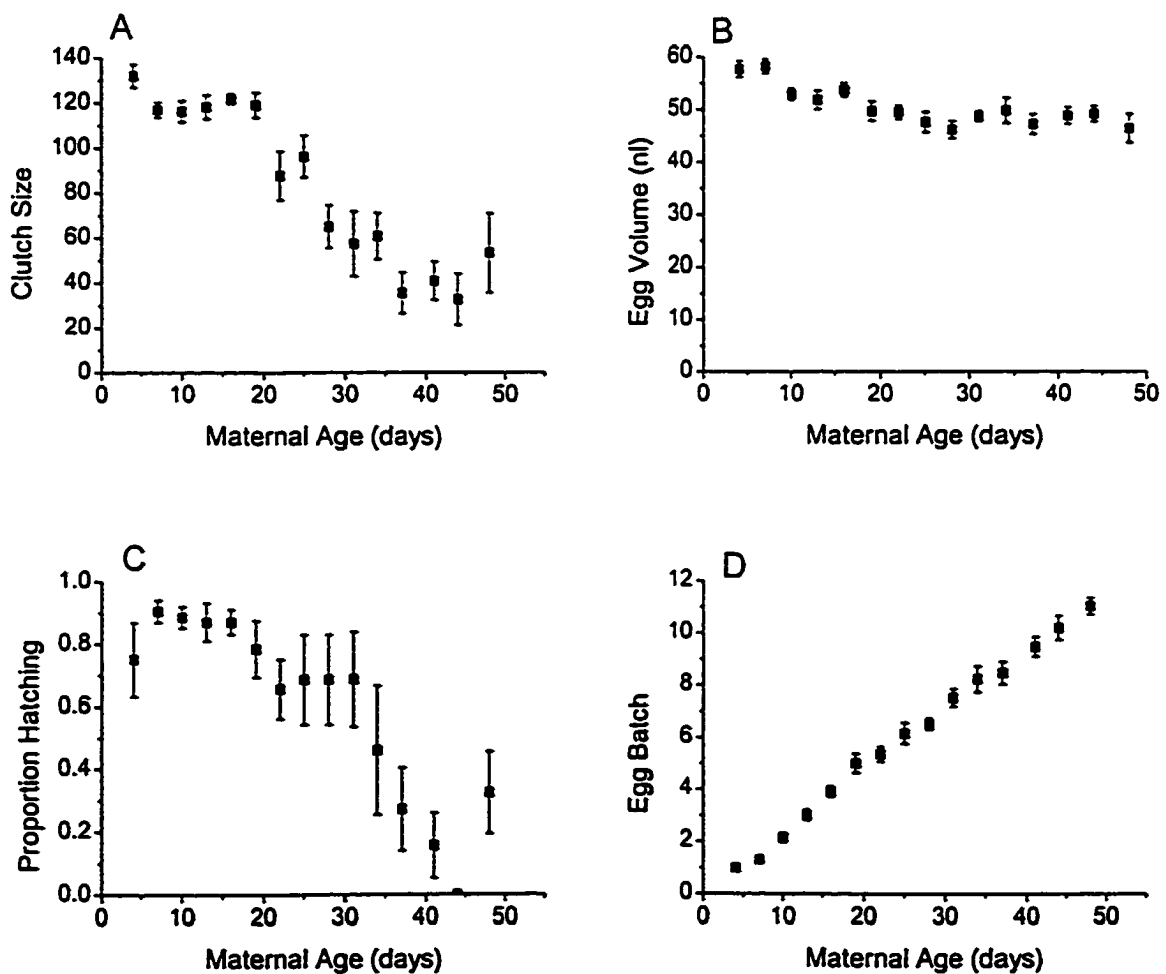 A
140
120
100
80
60
40
20
0
0 10 20 30 40 50
Clutch Size
Maternal Age (days)
B
60
50
40
30
20
10
0
0 10 20 30 40 50
Egg Volume (nl)
Maternal Age (days)
C
1.0
0.8
0.6
0.4
0.2
0.0
0 10 20 30 40 50
Proportion Hatching
Maternal Age (days)
D
12
10
8
6
4
2
0
0 10 20 30 40 50
Egg Batch
Maternal Age (days)